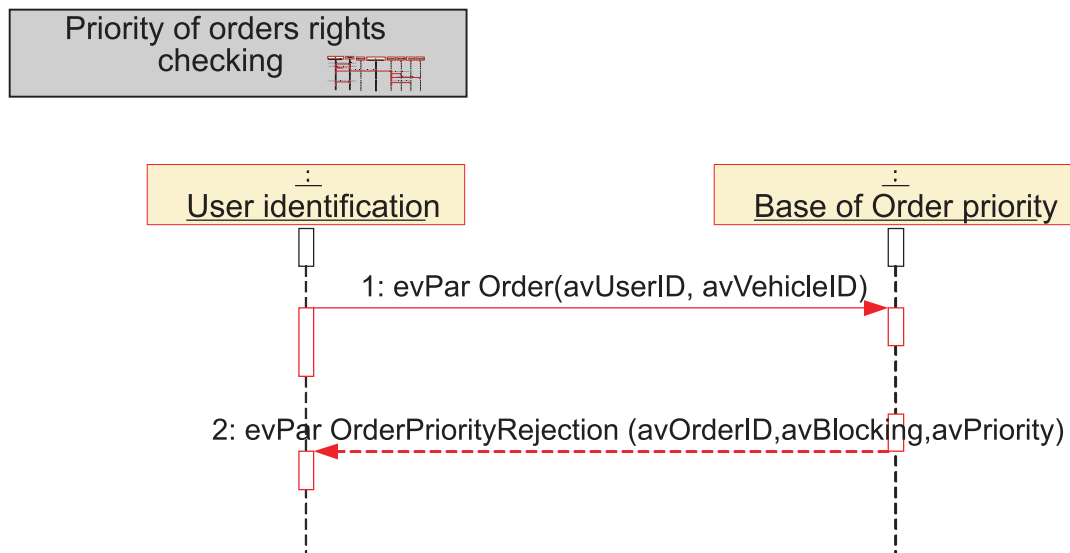 Priority of orders rights
checking
:
User identification
:
Base of Order priority
1: evPar Order(avUserID, avVehicleID)
2: evPar OrderPriorityRejection (avOrderID,avBlocking,avPriority)